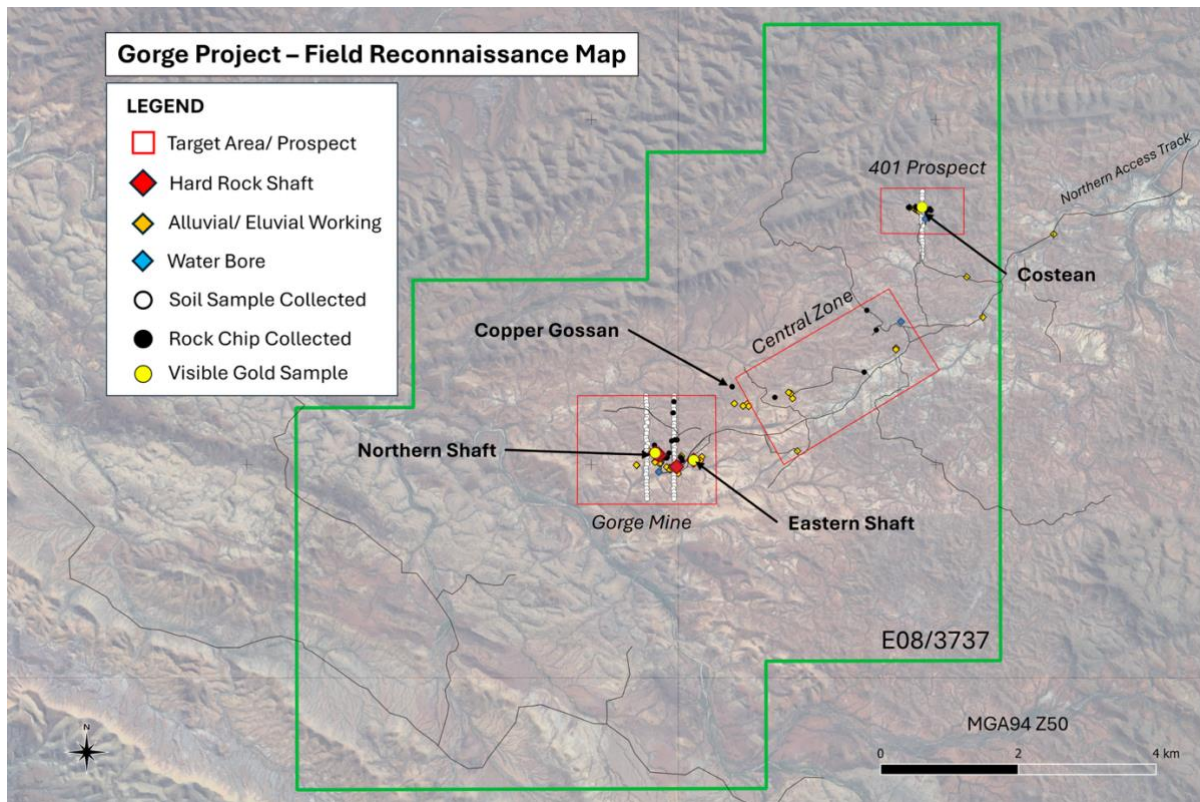 Gorge Project – Field Reconnaissance Map
LEGEND
Target Area/ Prospect
Hard Rock Shaft
Alluvial/ Eluvial Working
Water Bore
Soil Sample Collected
Rock Chip Collected
Visible Gold Sample
Northern Access Track
401 Prospect
Costean
Central Zone
Copper Gossan
Northern Shaft
Gorge Mine
Eastern Shaft
E08/3737
MGA94 Z50
N
0 2 4 km